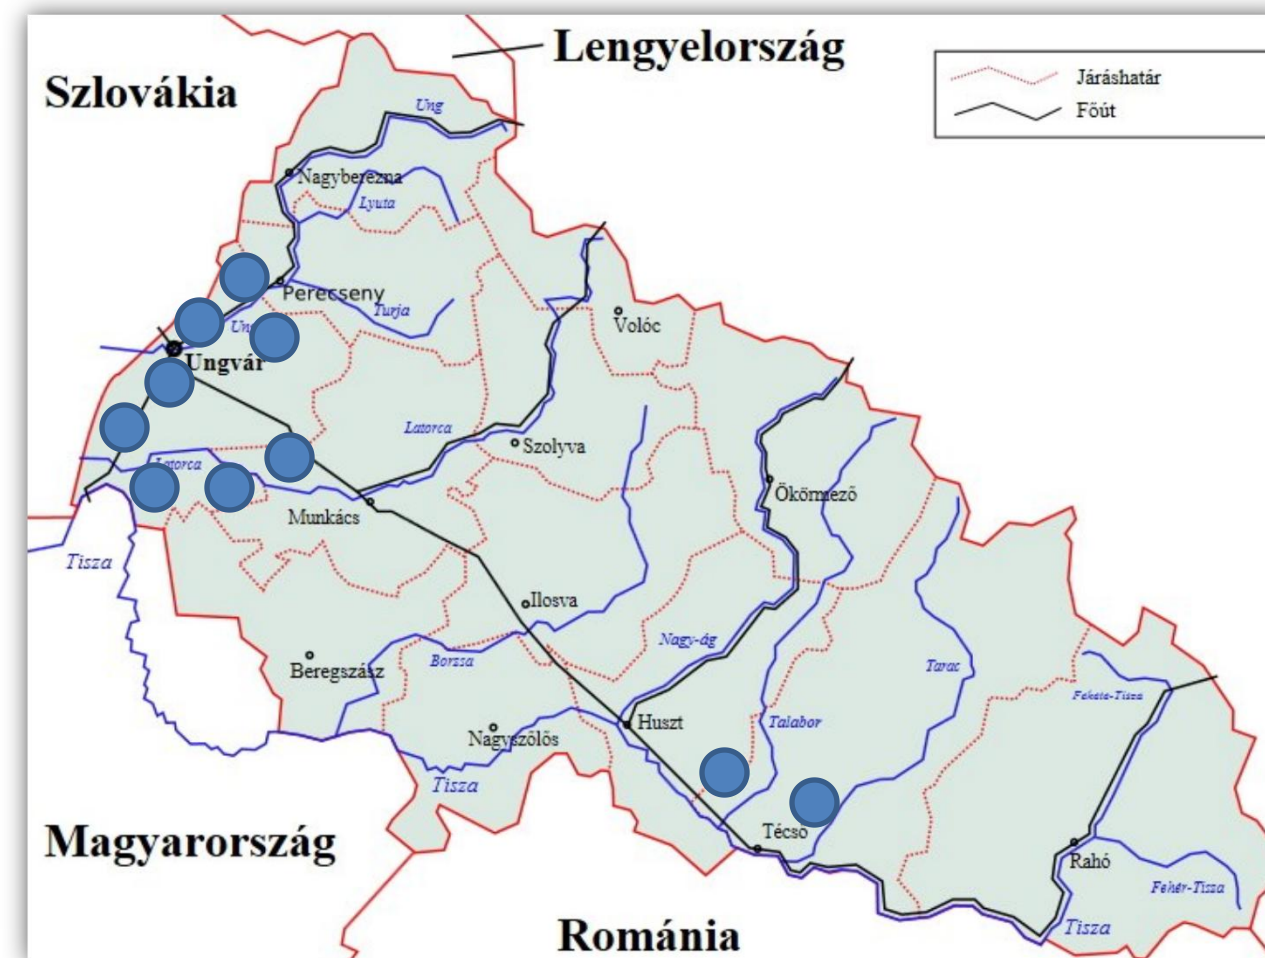 Lengyelország
Szlovákia
Járáshatár
Főút
Ung
Nagyberezna
Lyuta
Perecseny
Turja
Ung
Volóc
Ungvár
Latorca
Szolyva
Latorca
Ökörmező
Munkács
Tisza
Ilosva
Nagy-ág
Borzsa
Beregszász
Tarac
Fekete-Tisza
Talabor
Huszt
Nagyszőlős
Tisza
Técső
Magyarország
Rahó
Fehér-Tisza
Tisza
Románia